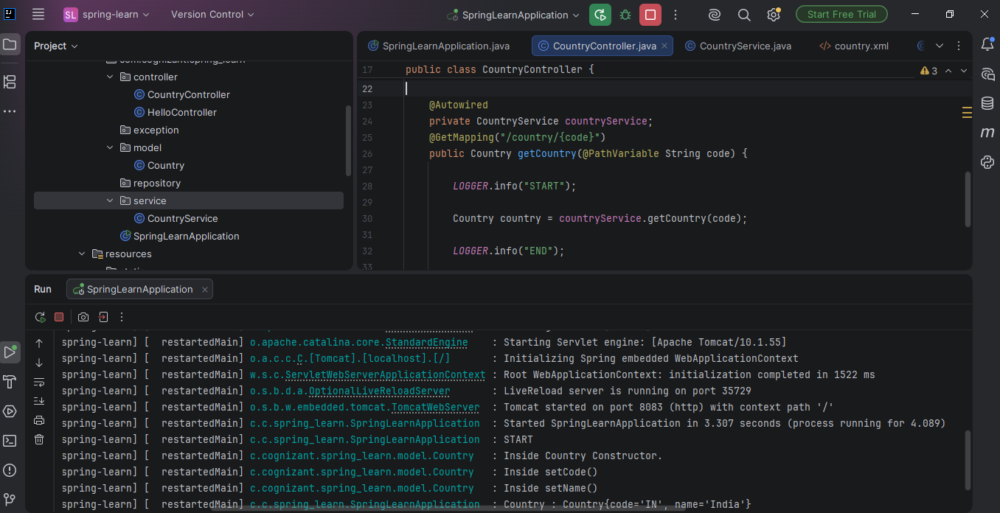 SL spring-learn Version Control SpringLearnApplication Start Free Trial
Project
controller
CountryController
HelloController
exception
model
Country
repository
service
CountryService
SpringLearnApplication
resources
SpringLearnApplication.java CountryController.java CountryService.java country.xml
17 public class CountryController {
3
22
23 @Autowired
24 private CountryService countryService;
25 @GetMapping("/country/{code}")
26 public Country getCountry(@PathVariable String code) {
27
28 LOGGER.info("START");
29
30 Country country = countryService.getCountry(code);
31
32 LOGGER.info("END");
33
Run SpringLearnApplication
spring-learn] [ restartedMain] o.apache.catalina.core.StandardEngine : Starting Servlet engine: [Apache Tomcat/10.1.55]
spring-learn] [ restartedMain] o.a.c.c.C.[Tomcat].[localhost].[/] : Initializing Spring embedded WebApplicationContext
spring-learn] [ restartedMain] w.s.c.ServletWebServerApplicationContext : Root WebApplicationContext: initialization completed in 1522 ms
spring-learn] [ restartedMain] o.s.b.d.a.OptionalLiveReloadServer : LiveReload server is running on port 35729
spring-learn] [ restartedMain] o.s.b.w.embedded.tomcat.TomcatWebServer : Tomcat started on port 8083 (http) with context path '/'
spring-learn] [ restartedMain] c.c.spring_learn.SpringLearnApplication : Started SpringLearnApplication in 3.307 seconds (process running for 4.089)
spring-learn] [ restartedMain] c.c.spring_learn.SpringLearnApplication : START
spring-learn] [ restartedMain] c.cognizant.spring_learn.model.Country : Inside Country Constructor.
spring-learn] [ restartedMain] c.cognizant.spring_learn.model.Country : Inside setCode()
spring-learn] [ restartedMain] c.cognizant.spring_learn.model.Country : Inside setName()
spring-learn] [ restartedMain] c.c.spring_learn.SpringLearnApplication : Country : Country{code='IN', name='India'}